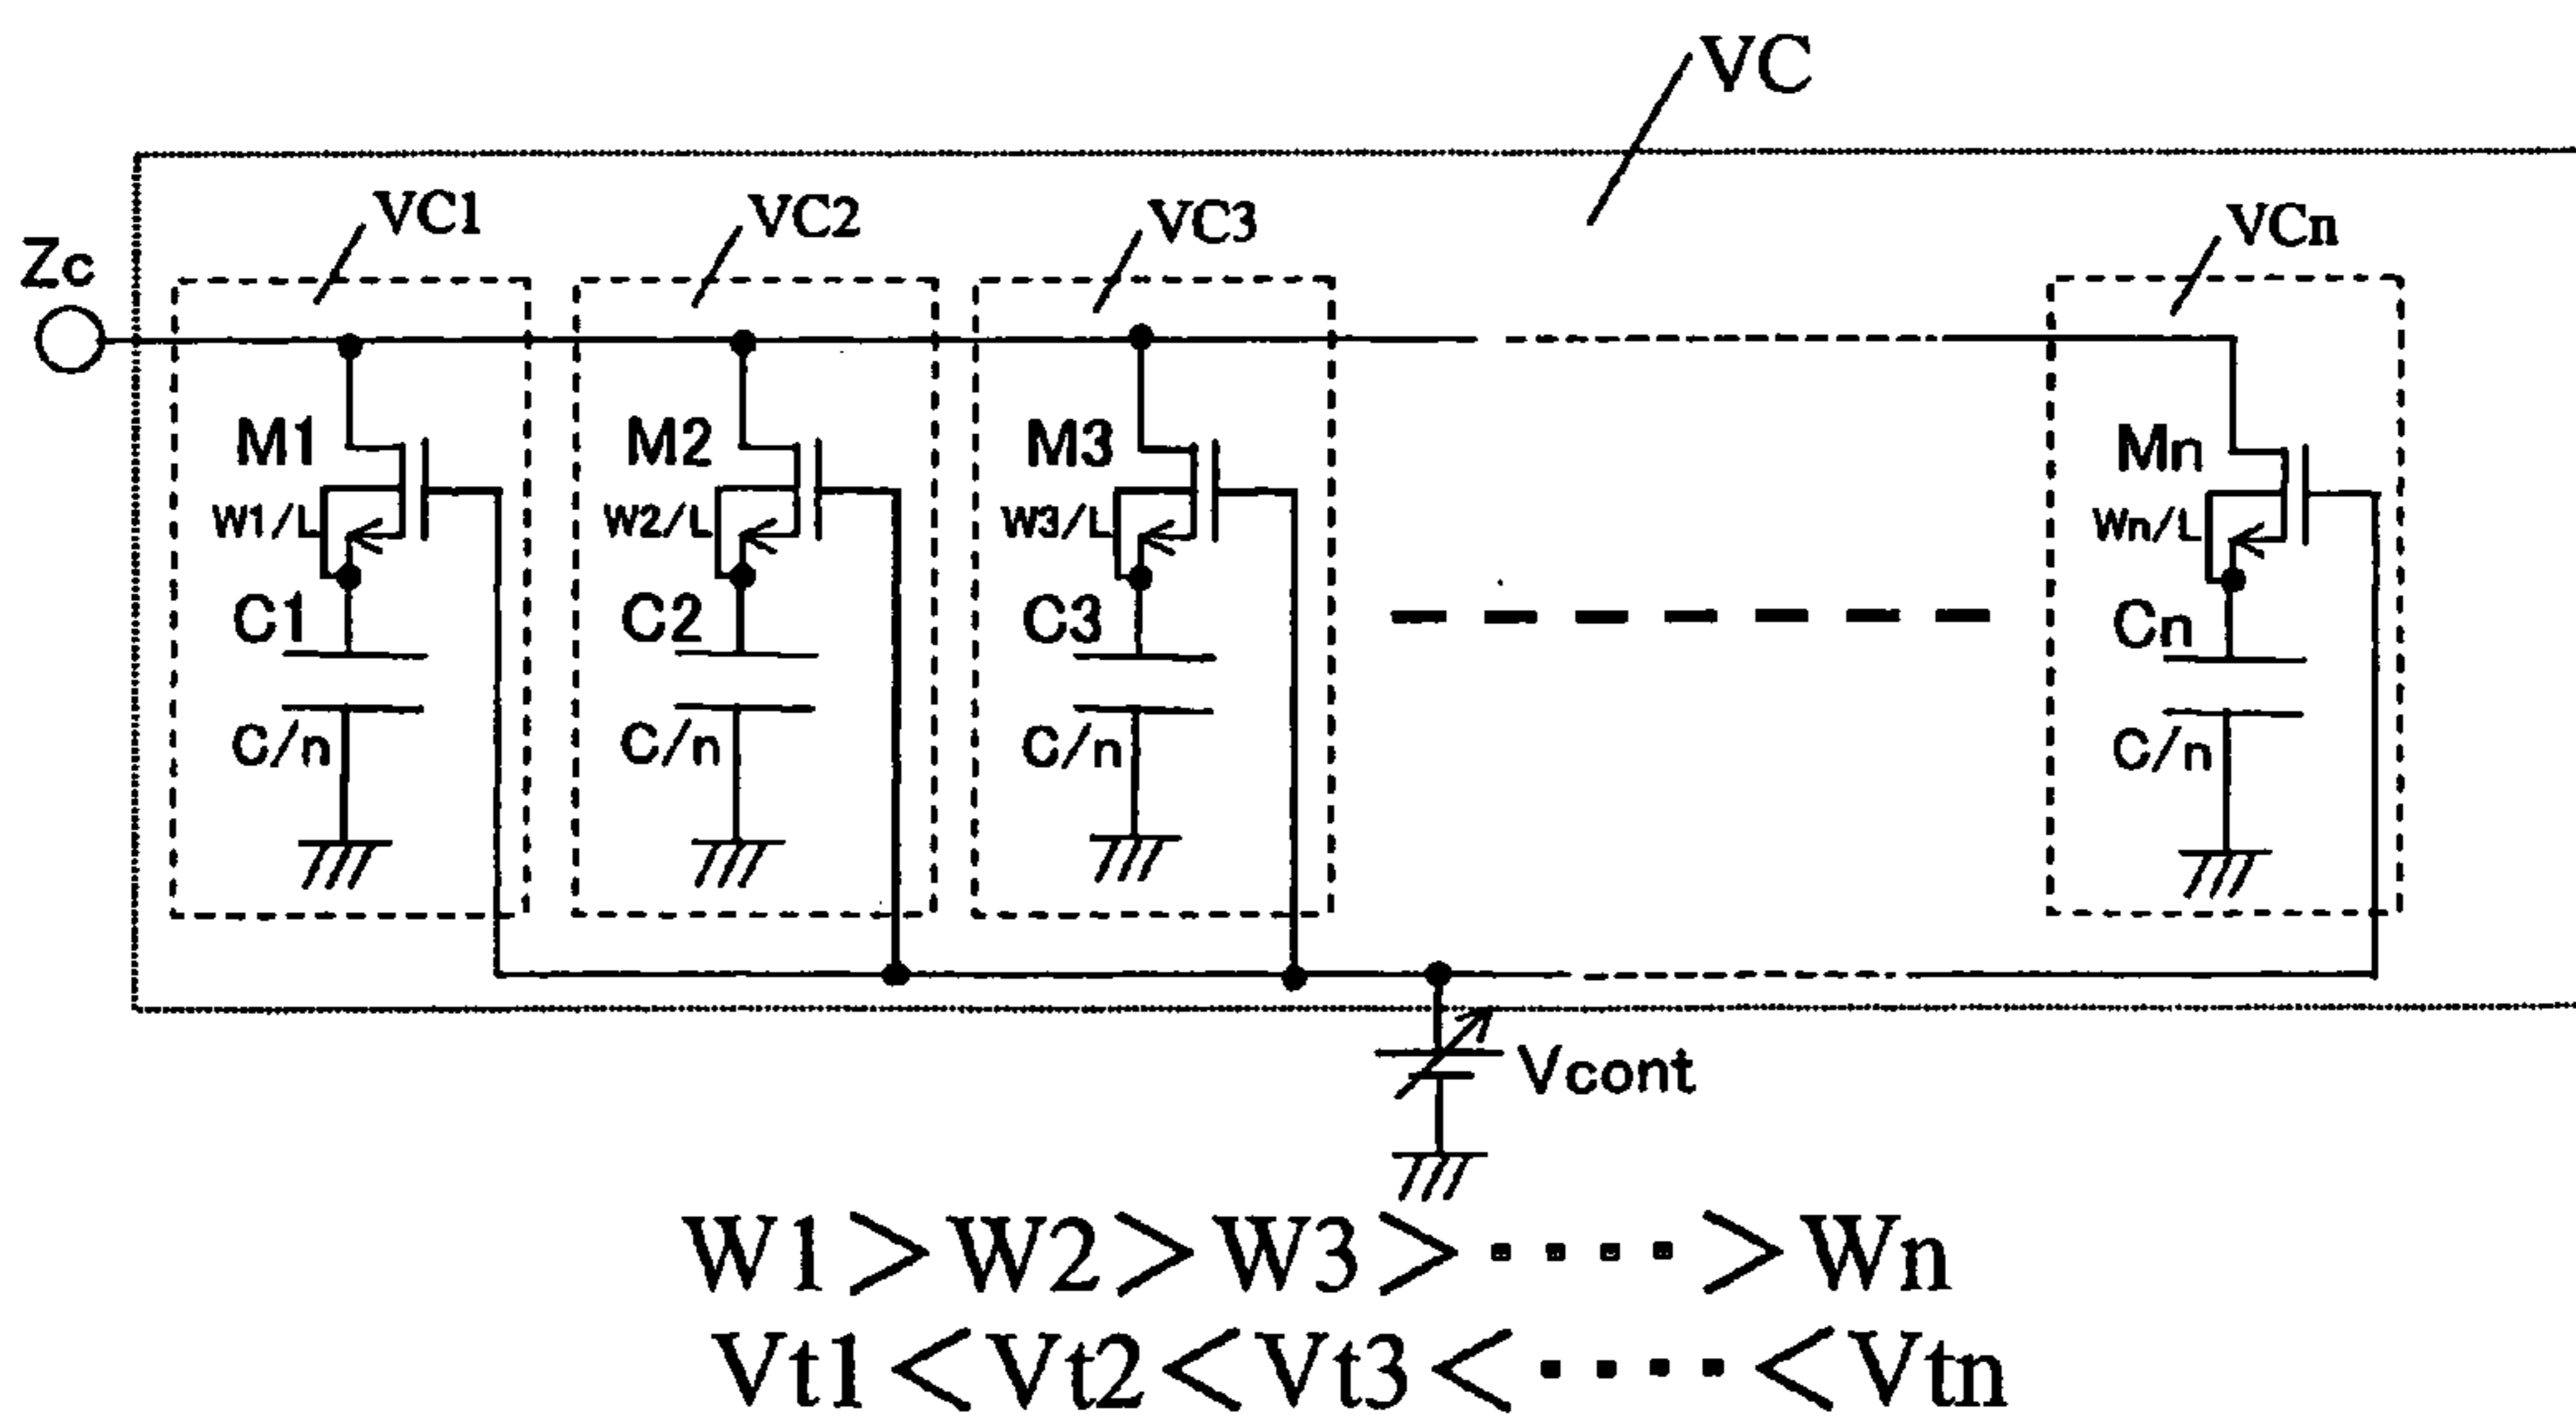 VC
VC1 VC2 VC3 VCn
Zc
M1 M2 M3 Mn
W1/L W2/L W3/L Wn/L
C1 C2 C3 Cn
C/n C/n C/n C/n
Vcont
W1>W2>W3>····>Wn
Vt1<Vt2<Vt3<····<Vtn